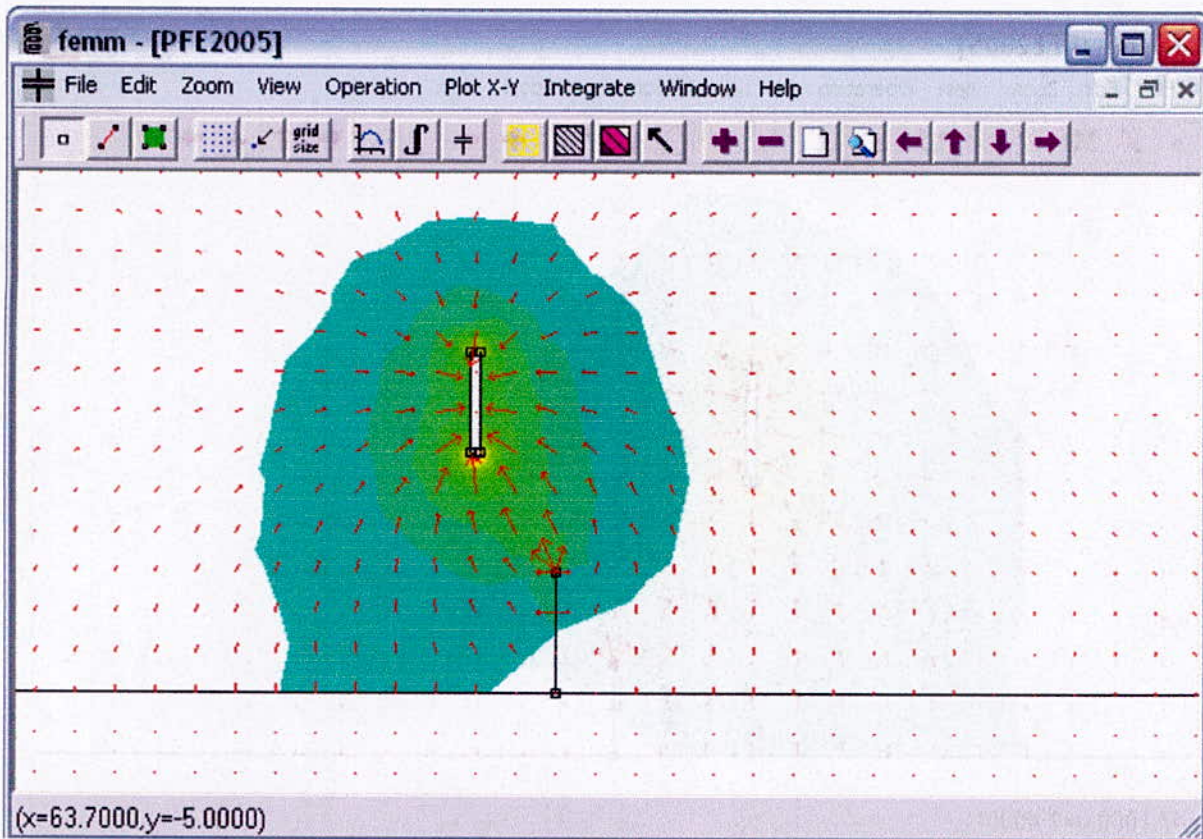 femm - [PFE2005]
File Edit Zoom View Operation Plot X-Y Integrate Window Help
grid size
(x=63.7000,y=-5.0000)